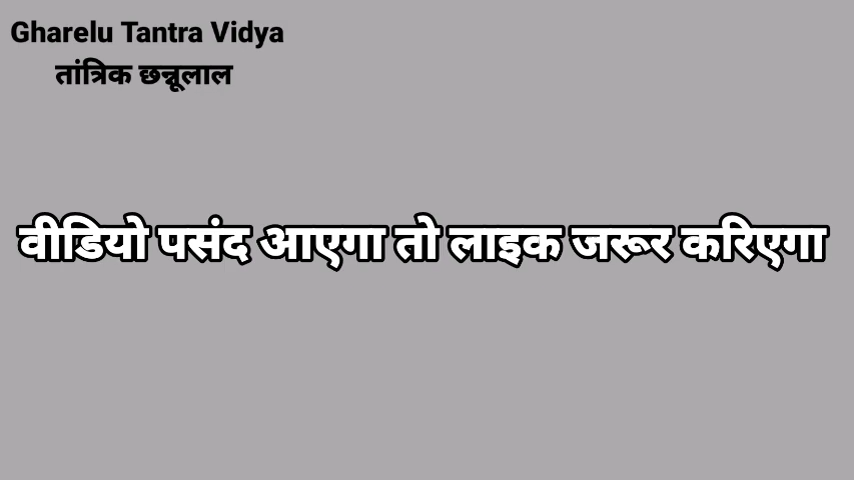 Gharelu Tantra Vidya
तांत्रिक छन्नूलाल
वीडियो पसंद आएगा तो लाइक जरूर करिएगा